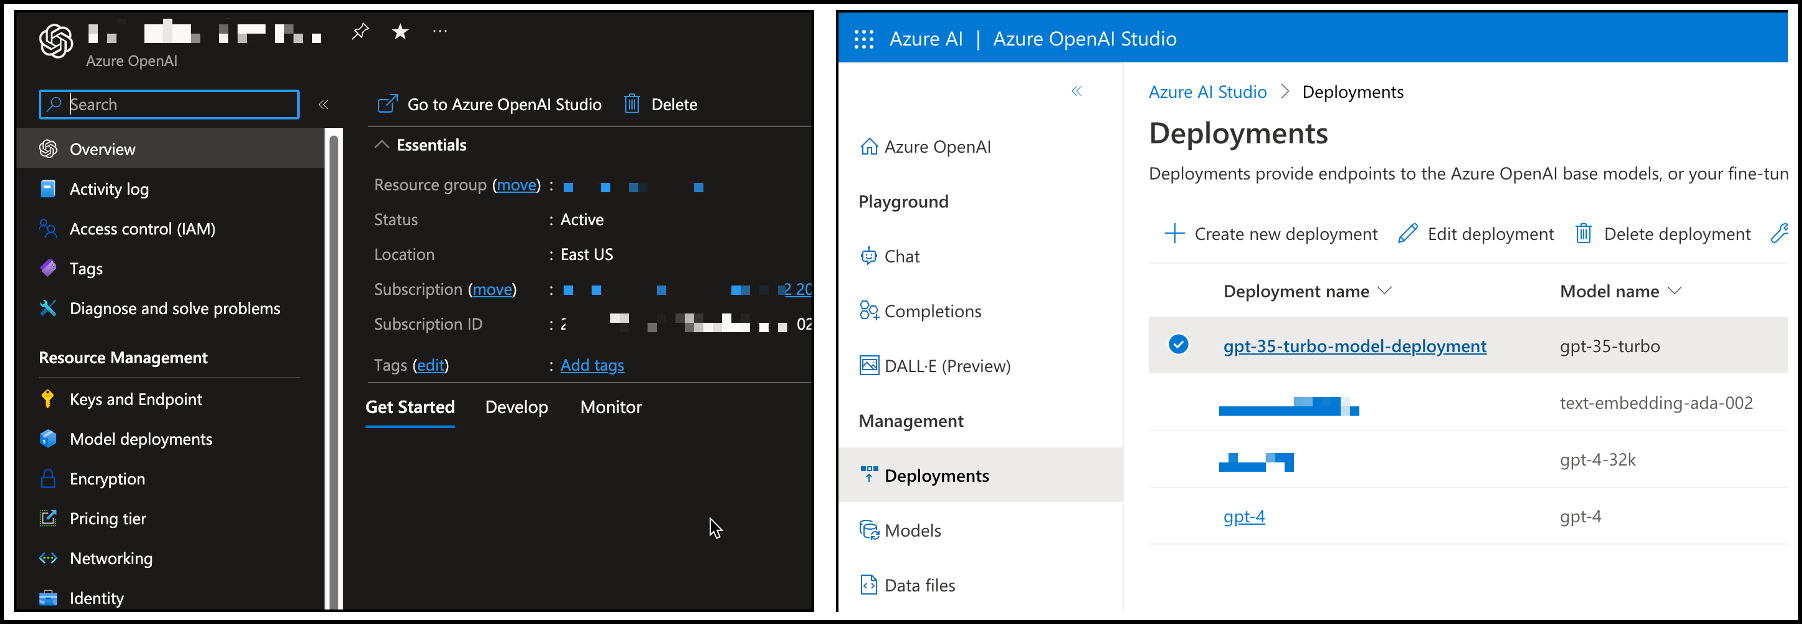 Azure OpenAI
Search
«
Overview
Activity log
Access control (IAM)
Tags
Diagnose and solve problems
Resource Management
Keys and Endpoint
Model deployments
Encryption
Pricing tier
Networking
Identity
Go to Azure OpenAI Studio Delete
Essentials
Resource group (move) :
Status : Active
Location : East US
Subscription (move) : 2 20
Subscription ID : 2 02
Tags (edit) : Add tags
Get Started Develop Monitor
Azure AI | Azure OpenAI Studio
«
Azure OpenAI
Playground
Chat
Completions
DALL·E (Preview)
Management
Deployments
Models
Data files
Azure AI Studio > Deployments
Deployments
Deployments provide endpoints to the Azure OpenAI base models, or your fine-tun
Create new deployment Edit deployment Delete deployment
Deployment name Model name
gpt-35-turbo-model-deployment gpt-35-turbo
text-embedding-ada-002
gpt-4-32k
gpt-4 gpt-4